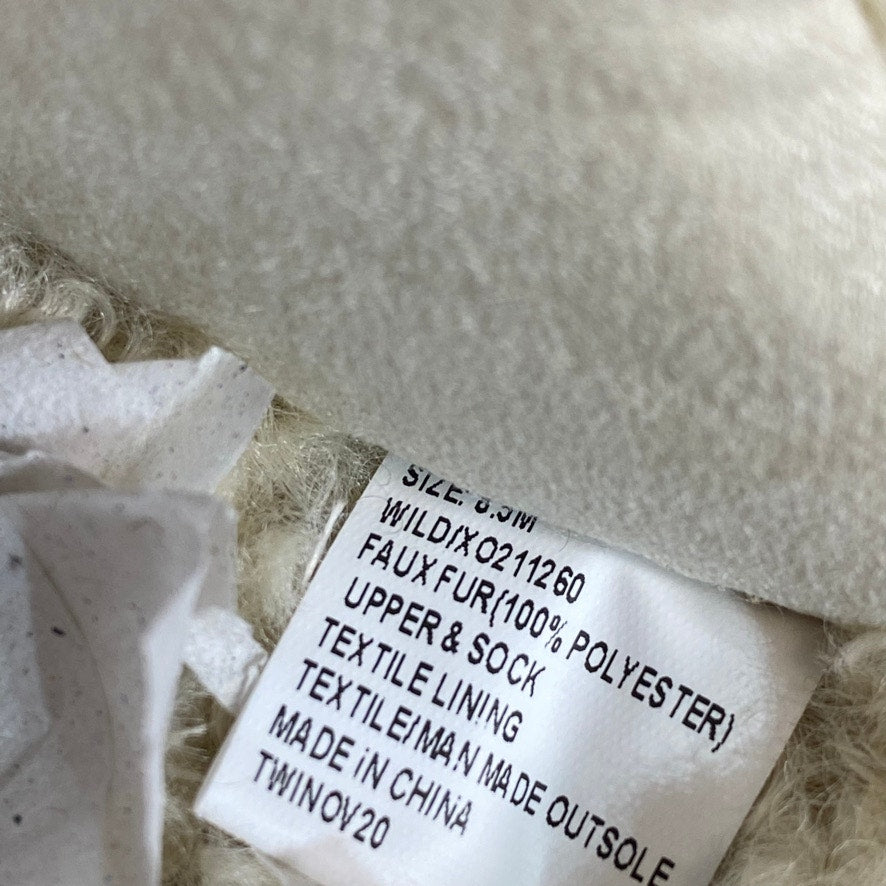 SIZE: 8.5M
WILD/XO211260
FAUX FUR(100% POLYESTER)
UPPER & SOCK
TEXTILE LINING
TEXTILE/MAN MADE OUTSOLE
MADE iN CHINA
TWINOV20